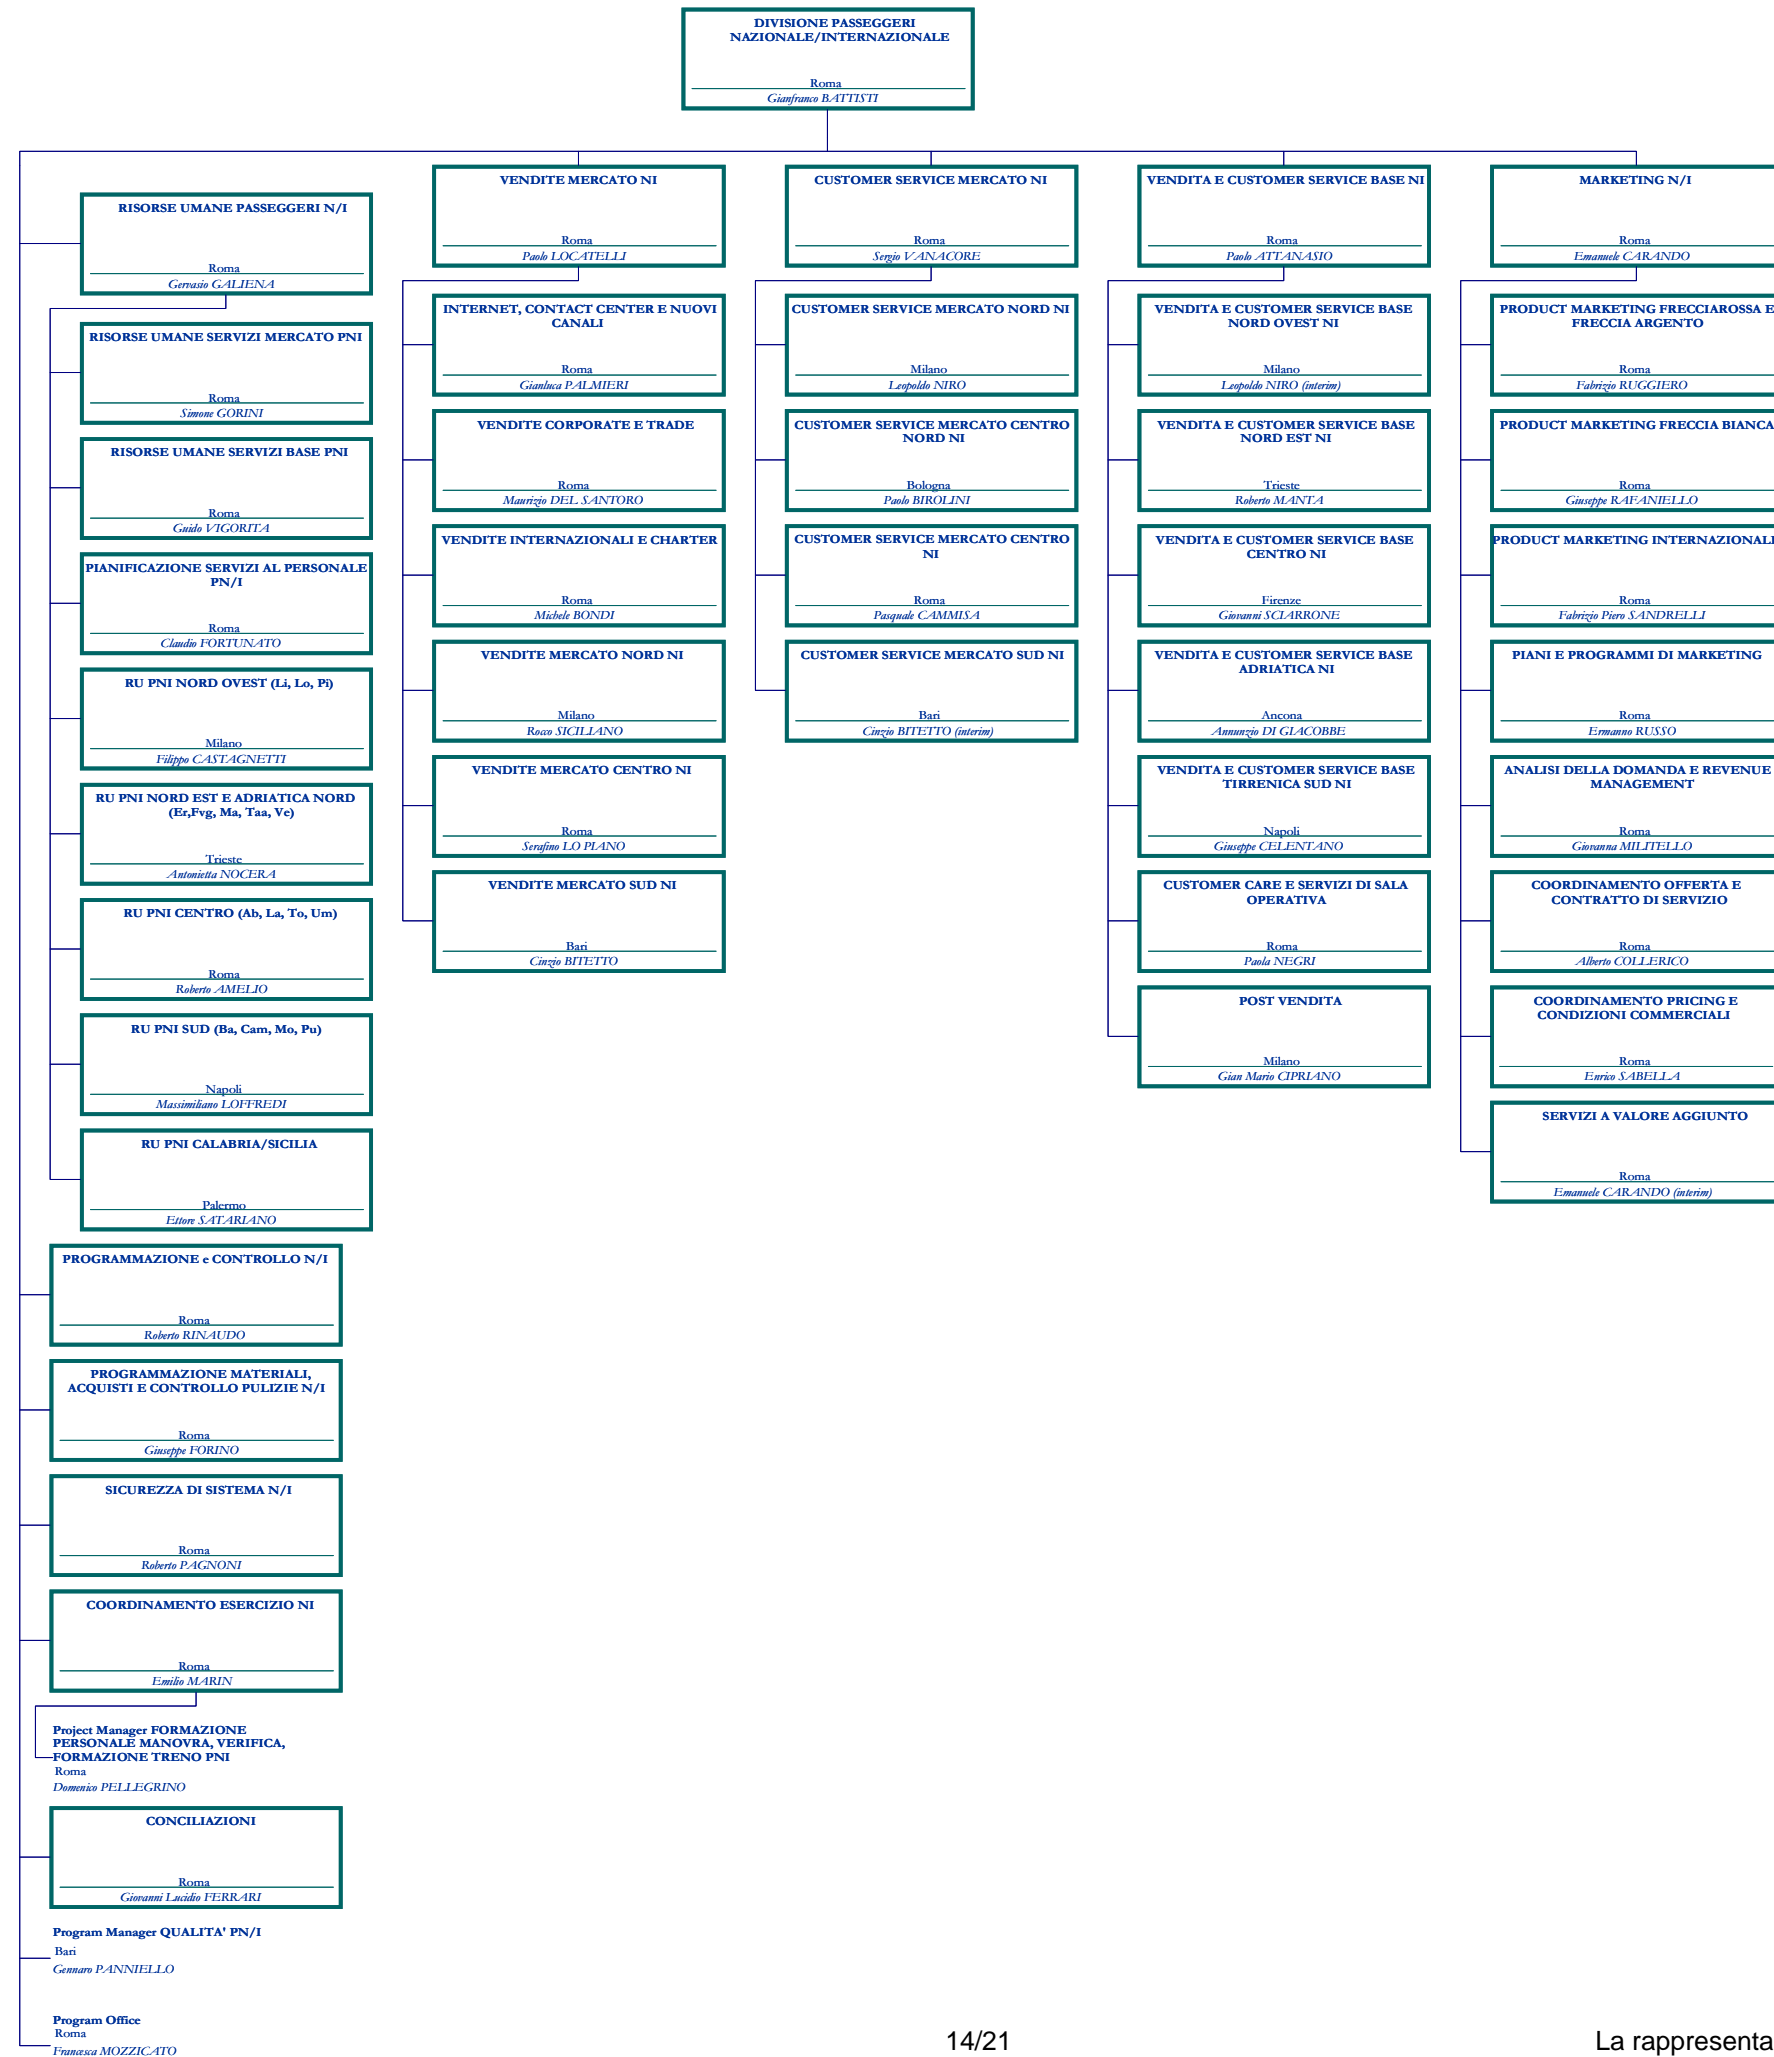 DIVISIONE PASSEGGERI
NAZIONALE/INTERNAZIONALE
Roma
Gianfranco BATTISTI
RISORSE UMANE PASSEGGERI N/I
Roma
Gervasio GALIENA
RISORSE UMANE SERVIZI MERCATO PNI
Roma
Simone GORINI
RISORSE UMANE SERVIZI BASE PNI
Roma
Guido VIGORITA
PIANIFICAZIONE SERVIZI AL PERSONALE
PN/I
Roma
Claudio FORTUNATO
RU PNI NORD OVEST (Li, Lo, Pi)
Milano
Filippo CASTAGNETTI
RU PNI NORD EST E ADRIATICA NORD
(Er,Fvg, Ma, Taa, Ve)
Trieste
Antonietta NOCERA
RU PNI CENTRO (Ab, La, To, Um)
Roma
Roberto AMELIO
RU PNI SUD (Ba, Cam, Mo, Pu)
Napoli
Massimiliano LOFFREDI
RU PNI CALABRIA/SICILIA
Palermo
Ettore SATARIANO
PROGRAMMAZIONE e CONTROLLO N/I
Roma
Roberto RINAUDO
PROGRAMMAZIONE MATERIALI,
ACQUISTI E CONTROLLO PULIZIE N/I
Roma
Giuseppe FORINO
SICUREZZA DI SISTEMA N/I
Roma
Roberto PAGNONI
COORDINAMENTO ESERCIZIO NI
Roma
Emilio MARIN
Project Manager FORMAZIONE
PERSONALE MANOVRA, VERIFICA,
FORMAZIONE TRENO PNI
Roma
Domenico PELLEGRINO
CONCILIAZIONI
Roma
Giovanni Lucidio FERRARI
Program Manager QUALITA' PN/I
Bari
Gennaro PANNIELLO
Program Office
Roma
Francesca MOZZICATO
VENDITE MERCATO NI
Roma
Paolo LOCATELLI
INTERNET, CONTACT CENTER E NUOVI
CANALI
Roma
Gianluca PALMIERI
VENDITE CORPORATE E TRADE
Roma
Maurizio DEL SANTORO
VENDITE INTERNAZIONALI E CHARTER
Roma
Michele BONDI
VENDITE MERCATO NORD NI
Milano
Rocco SICILIANO
VENDITE MERCATO CENTRO NI
Roma
Serafino LO PIANO
VENDITE MERCATO SUD NI
Bari
Cinzio BITETTO
CUSTOMER SERVICE MERCATO NI
Roma
Sergio VANACORE
CUSTOMER SERVICE MERCATO NORD NI
Milano
Leopoldo NIRO
CUSTOMER SERVICE MERCATO CENTRO
NORD NI
Bologna
Paolo BIROLINI
CUSTOMER SERVICE MERCATO CENTRO
NI
Roma
Pasquale CAMMISA
CUSTOMER SERVICE MERCATO SUD NI
Bari
Cinzio BITETTO (interim)
VENDITA E CUSTOMER SERVICE BASE NI
Roma
Paolo ATTANASIO
VENDITA E CUSTOMER SERVICE BASE
NORD OVEST NI
Milano
Leopoldo NIRO (interim)
VENDITA E CUSTOMER SERVICE BASE
NORD EST NI
Trieste
Roberto MANTA
VENDITA E CUSTOMER SERVICE BASE
CENTRO NI
Firenze
Giovanni SCIARRONE
VENDITA E CUSTOMER SERVICE BASE
ADRIATICA NI
Ancona
Annunzio DI GIACOBBE
VENDITA E CUSTOMER SERVICE BASE
TIRRENICA SUD NI
Napoli
Giuseppe CELENTANO
CUSTOMER CARE E SERVIZI DI SALA
OPERATIVA
Roma
Paola NEGRI
POST VENDITA
Milano
Gian Mario CIPRIANO
MARKETING N/I
Roma
Emanuele CARANDO
PRODUCT MARKETING FRECCIAROSSA E
FRECCIA ARGENTO
Roma
Fabrizio RUGGIERO
PRODUCT MARKETING FRECCIA BIANCA
Roma
Giuseppe RAFANIELLO
PRODUCT MARKETING INTERNAZIONALE
Roma
Fabrizio Piero SANDRELLI
PIANI E PROGRAMMI DI MARKETING
Roma
Ermanno RUSSO
ANALISI DELLA DOMANDA E REVENUE
MANAGEMENT
Roma
Giovanna MILITELLO
COORDINAMENTO OFFERTA E
CONTRATTO DI SERVIZIO
Roma
Alberto COLLERICO
COORDINAMENTO PRICING E
CONDIZIONI COMMERCIALI
Roma
Enrico SABELLA
SERVIZI A VALORE AGGIUNTO
Roma
Emanuele CARANDO (interim)
14/21
La rappresenta